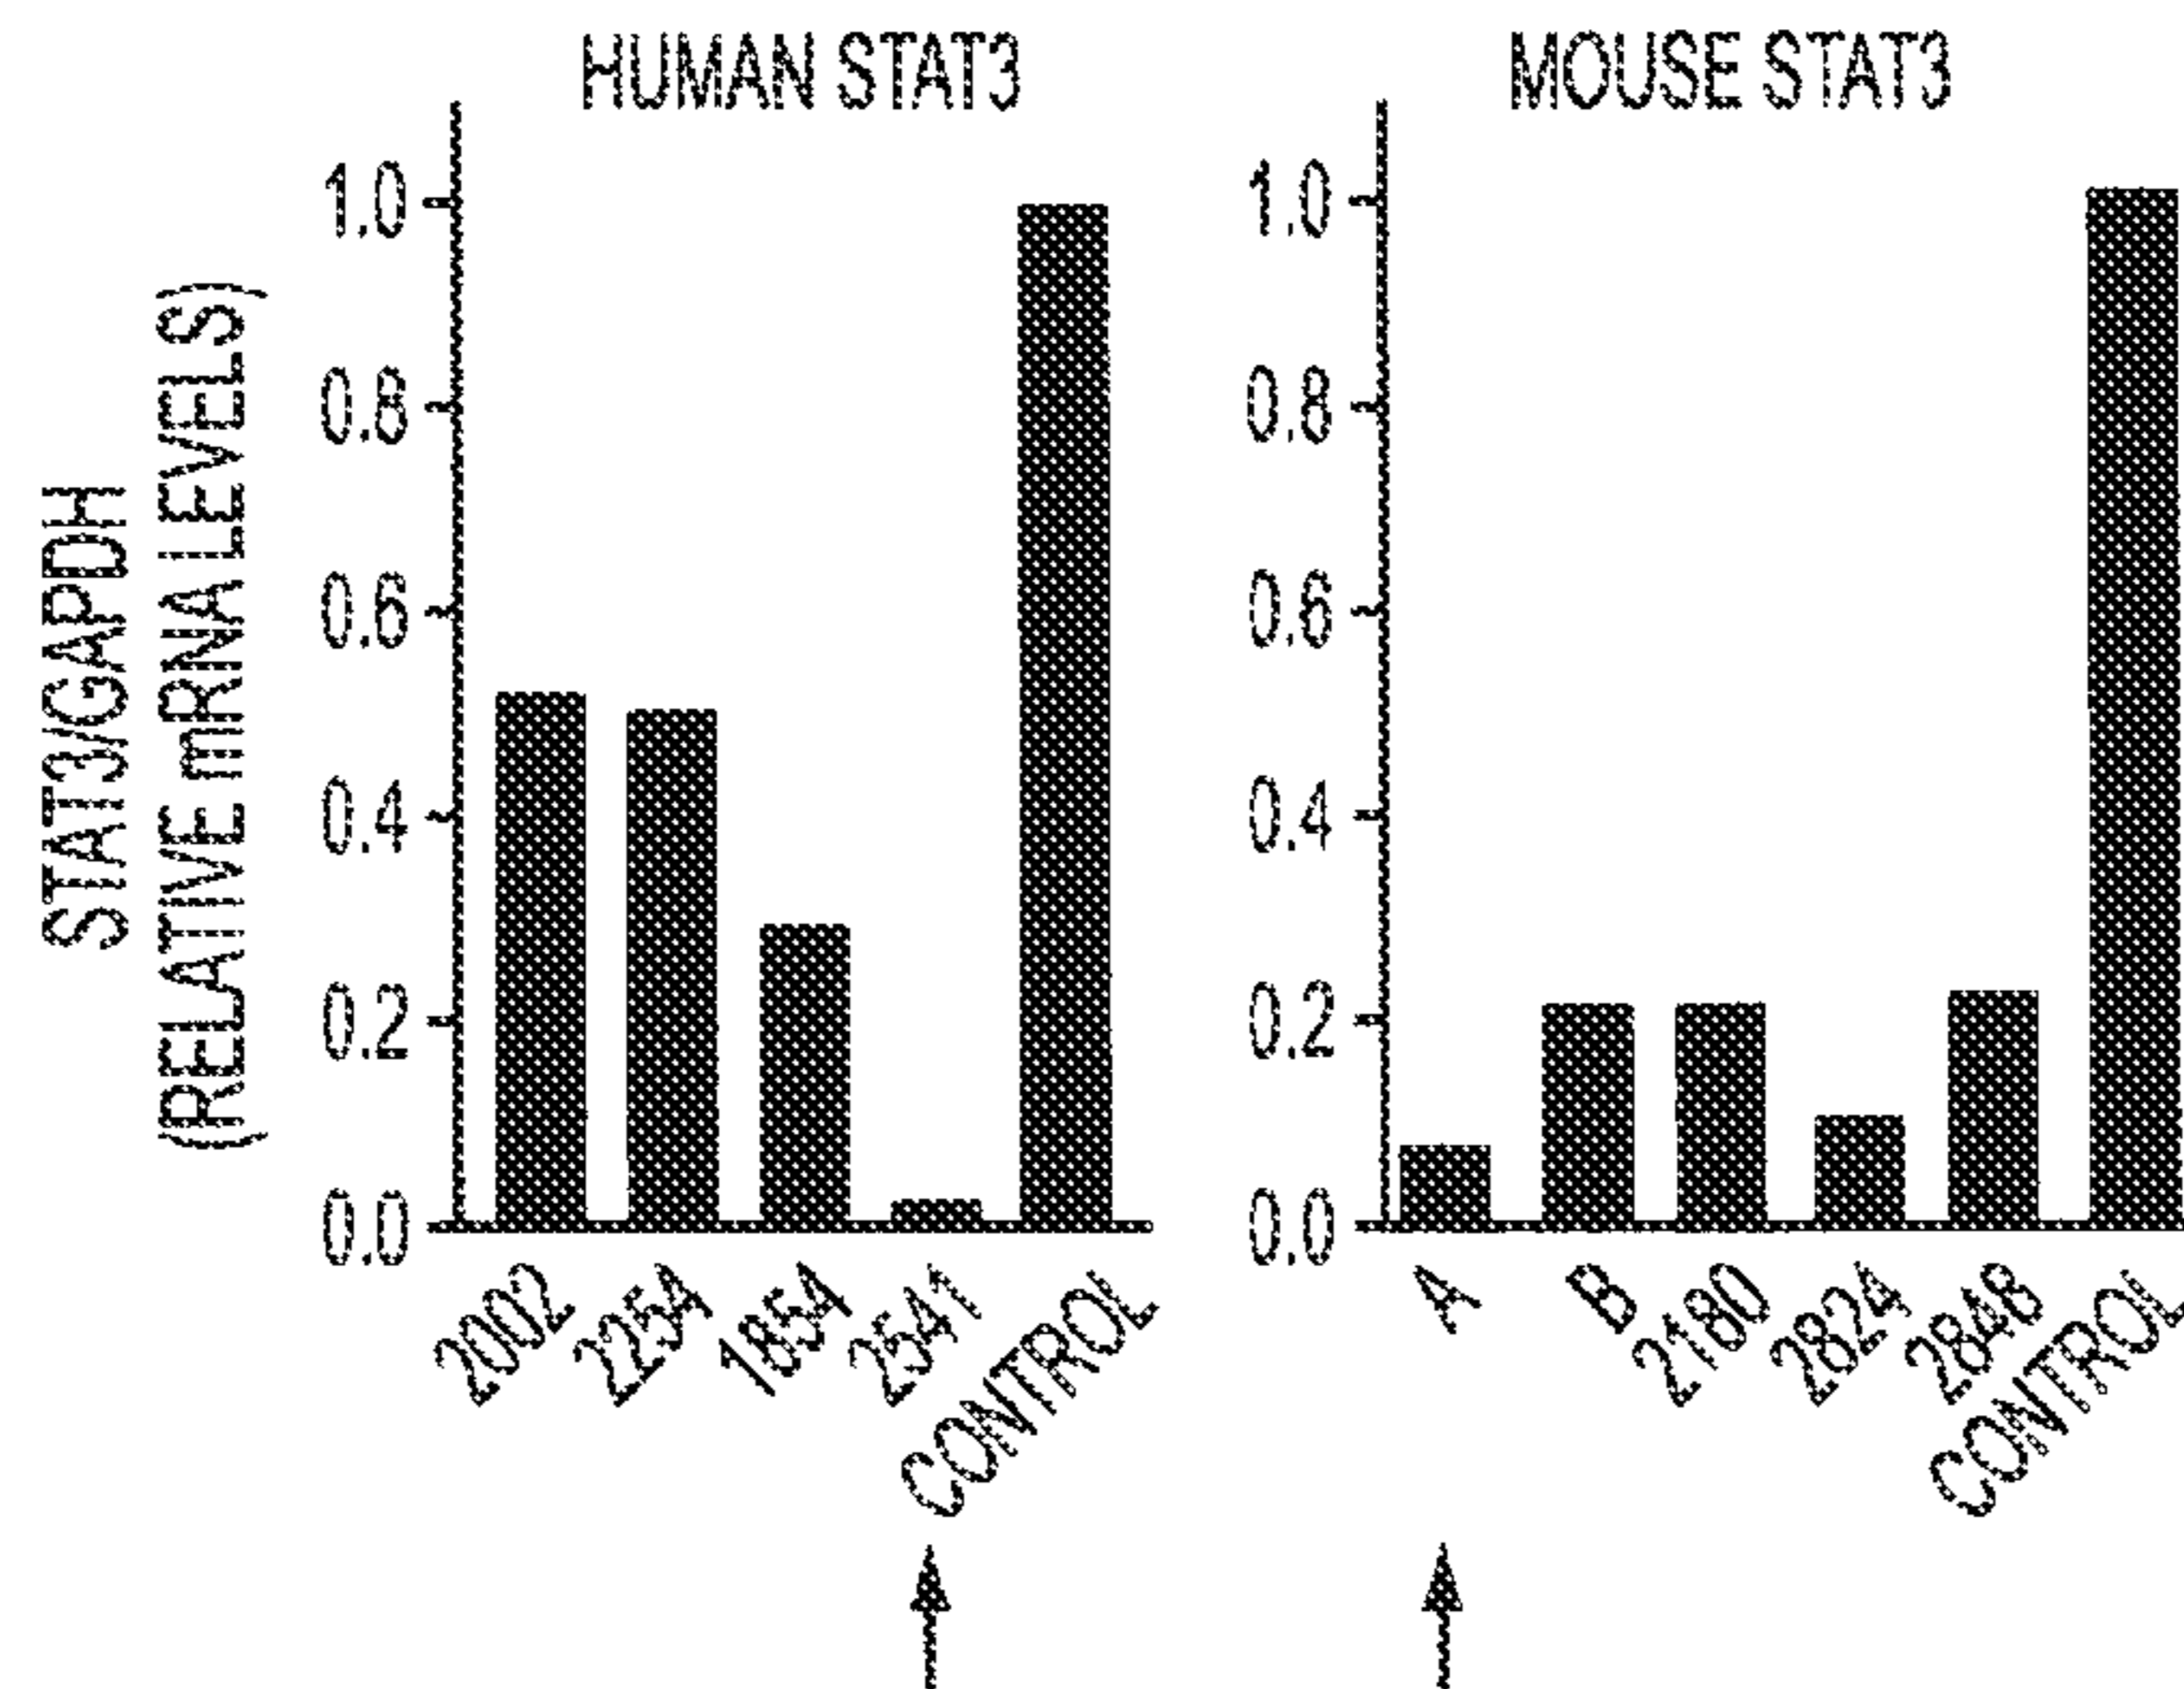 HUMAN STAT3
MOUSE STAT3
STAT3/GAPDH
(RELATIVE mRNA LEVELS)
1.0
0.8
0.6
0.4
0.2
0.0
2002
2254
1854
2541
CONTROL
1.0
0.8
0.6
0.4
0.2
0.0
A
B
2180
2824
2848
CONTROL